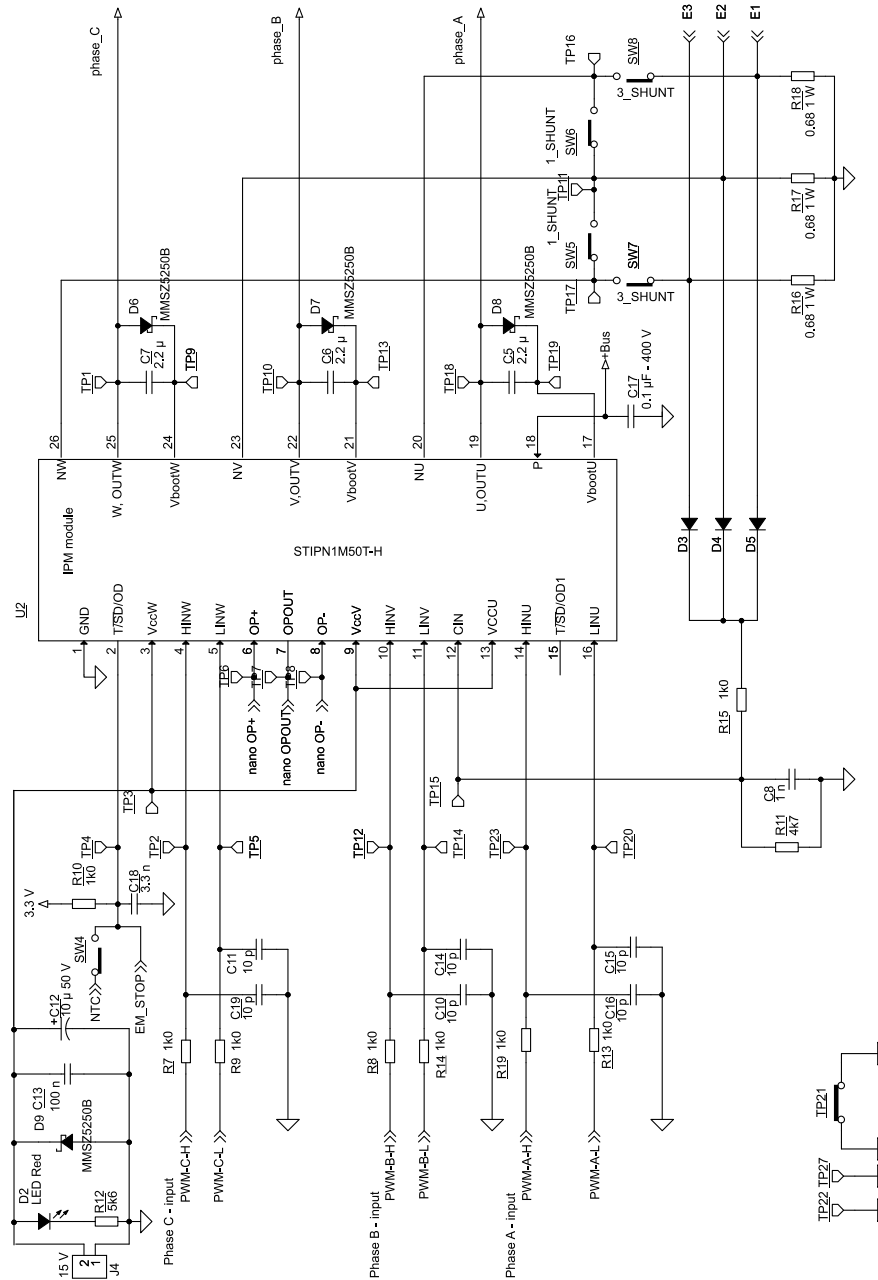 phase_C
phase_B
phase_A
E3
E2
E1
TP16
SW8
3_SHUNT
1_SHUNT
SW6
TP11
1_SHUNT
SW5
SW7
TP17
3_SHUNT
R18
0.68 1 W
R17
0.68 1 W
R16
0.68 1 W
D6
MMSZ5250B
C7
2.2 µ
TP1
TP9
D7
MMSZ5250B
C6
2.2 µ
TP10
TP13
D8
MMSZ5250B
C5
2.2 µ
TP18
TP19
+Bus
C17
0.1 µF - 400 V
26
25
24
23
22
21
20
19
18
17
NW
W, OUTW
VbootW
NV
V,OUTV
VbootV
NU
U,OUTU
P
VbootU
IPM module
STIPN1M50T-H
U2
GND
T/SD/OD
VccW
HINW
LINW
OP+
OPOUT
OP-
VccV
HINV
LINV
CIN
VCCU
HINU
T/SD/OD1
LINU
1
2
3
4
5
6
7
8
9
10
11
12
13
14
15
16
D3
D4
D5
R15 1k0
C8
1 n
R11
4k7
TP6
TP7
TP8
nano OP+
nano OPOUT
nano OP-
TP3
TP15
TP4
TP2
TP5
TP12
TP14
TP23
TP20
R10
1k0
C18
3.3 n
3.3 V
SW4
NTC
EM_STOP
+C12
10 µ 50 V
D9
C13
100 n
MMSZ5250B
D2
LED Red
R12
5k6
15 V
2
1
J4
C11
10 p
C19
10 p
R7 1k0
R9 1k0
Phase C - input
PWM-C-H
PWM-C-L
C14
10 p
C10
10 p
R8 1k0
R14 1k0
Phase B - input
PWM-B-H
PWM-B-L
C15
10 p
C16
10 p
R19 1k0
R13 1k0
Phase A - input
PWM-A-H
PWM-A-L
TP21
TP27
TP22